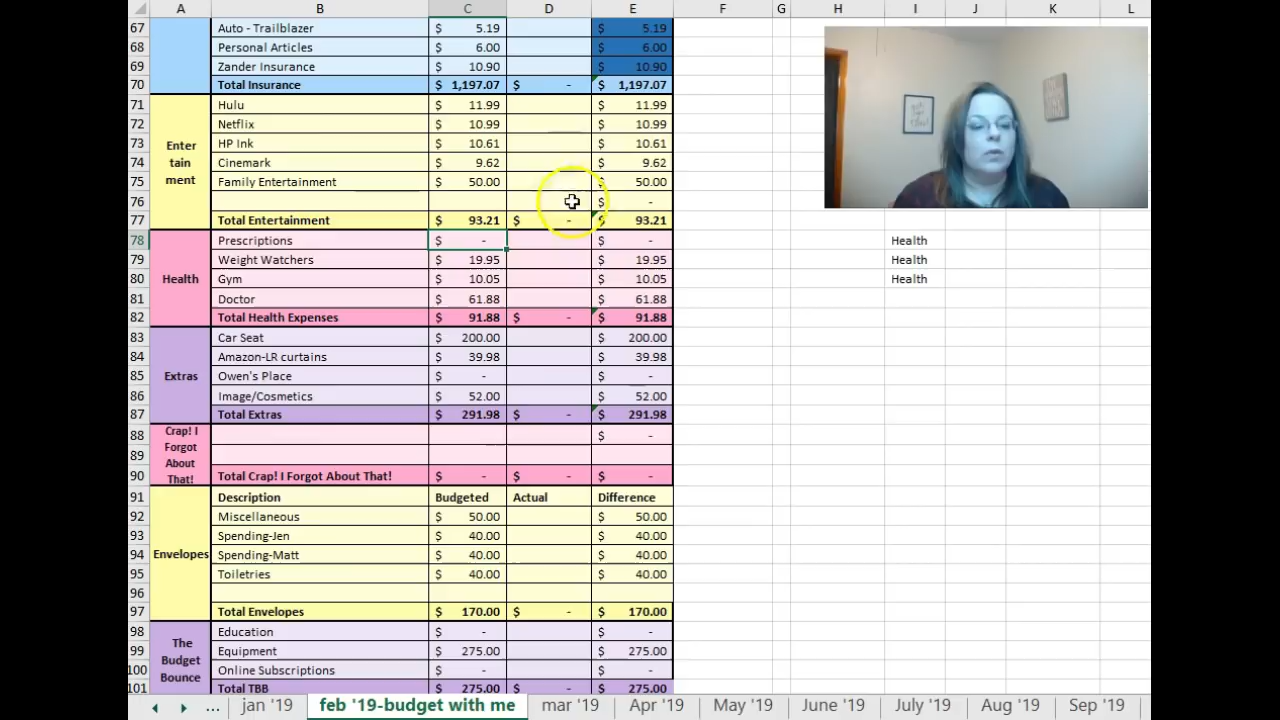 A B C D E F G H I J K L
67 Auto - Trailblazer $ 5.19 $ 5.19
68 Personal Articles $ 6.00 $ 6.00
69 Zander Insurance $ 10.90 $ 10.90
70 Total Insurance $ 1,197.07 $ - $ 1,197.07
71 Hulu $ 11.99 $ 11.99
72 Netflix $ 10.99 $ 10.99
73 HP Ink $ 10.61 $ 10.61
74 Cinemark $ 9.62 $ 9.62
75 Family Entertainment $ 50.00 $ 50.00
76 $ -
Enter
tain
ment
77 Total Entertainment $ 93.21 $ - $ 93.21
78 Prescriptions $ - $ - Health
79 Weight Watchers $ 19.95 $ 19.95 Health
80 Health Gym $ 10.05 $ 10.05 Health
81 Doctor $ 61.88 $ 61.88
82 Total Health Expenses $ 91.88 $ - $ 91.88
83 Car Seat $ 200.00 $ 200.00
84 Amazon-LR curtains $ 39.98 $ 39.98
85 Extras Owen's Place $ - $ -
86 Image/Cosmetics $ 52.00 $ 52.00
87 Total Extras $ 291.98 $ - $ 291.98
88 $ -
89
Crap! I
Forgot
About
That!
90 Total Crap! I Forgot About That! $ - $ - $ -
91 Description Budgeted Actual Difference
92 Miscellaneous $ 50.00 $ 50.00
93 Spending-Jen $ 40.00 $ 40.00
94 Envelopes Spending-Matt $ 40.00 $ 40.00
95 Toiletries $ 40.00 $ 40.00
96
97 Total Envelopes $ 170.00 $ - $ 170.00
98 Education $ - $ -
99 Equipment $ 275.00 $ 275.00
100 Online Subscriptions $ - $ -
The
Budget
Bounce
101 Total TBB $ 275.00 $ - $ 275.00
... jan '19 feb '19-budget with me mar '19 Apr '19 May '19 June '19 July '19 Aug '19 Sep '19